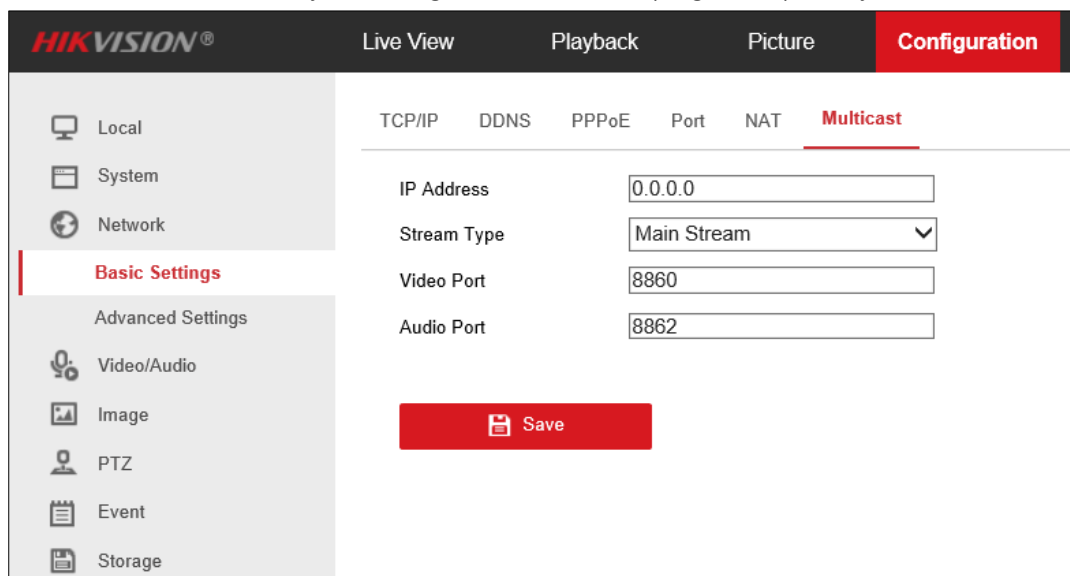 HIKVISION®
Live View Playback Picture Configuration
Local
System
Network
Basic Settings
Advanced Settings
Video/Audio
Image
PTZ
Event
Storage
TCP/IP DDNS PPPoE Port NAT Multicast
IP Address 0.0.0.0
Stream Type Main Stream
Video Port 8860
Audio Port 8862
Save